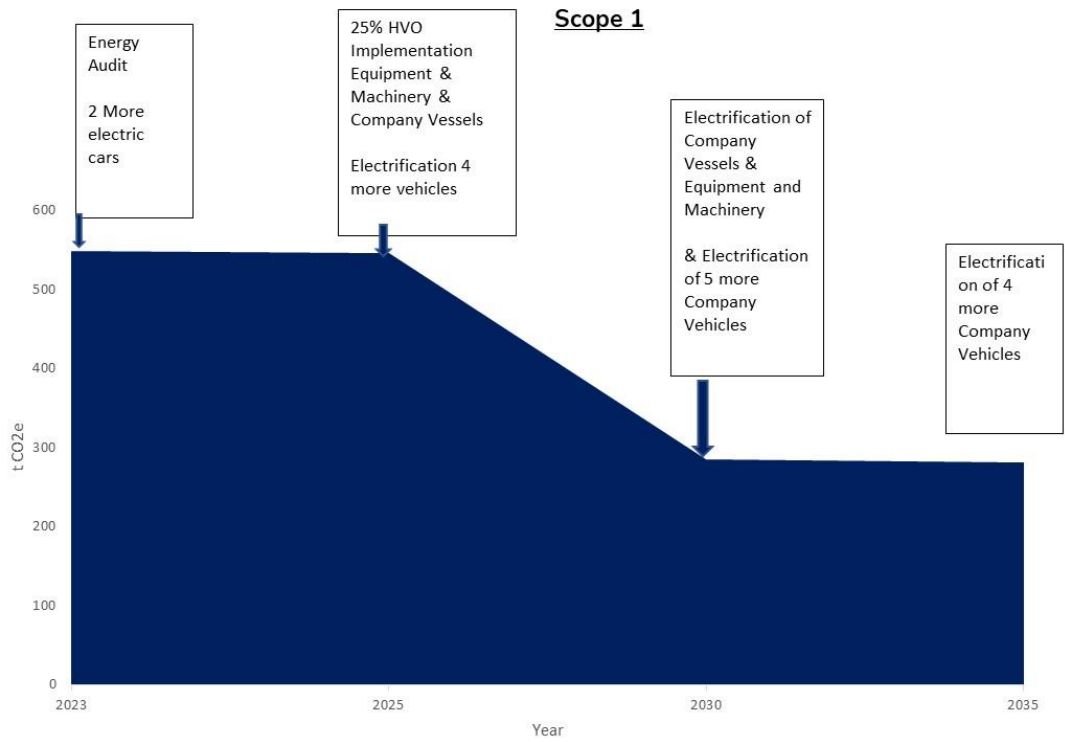 Scope 1
Energy
Audit
2 More
electric
cars
25% HVO
Implementation
Equipment &
Machinery &
Company Vessels
Electrification 4
more vehicles
Electrification of
Company
Vessels &
Equipment and
Machinery
& Electrification
of 5 more
Company
Vehicles
Electrificati
on of 4
more
Company
Vehicles
600
500
400
300
200
100
0
t CO2e
2023
2025
2030
2035
Year